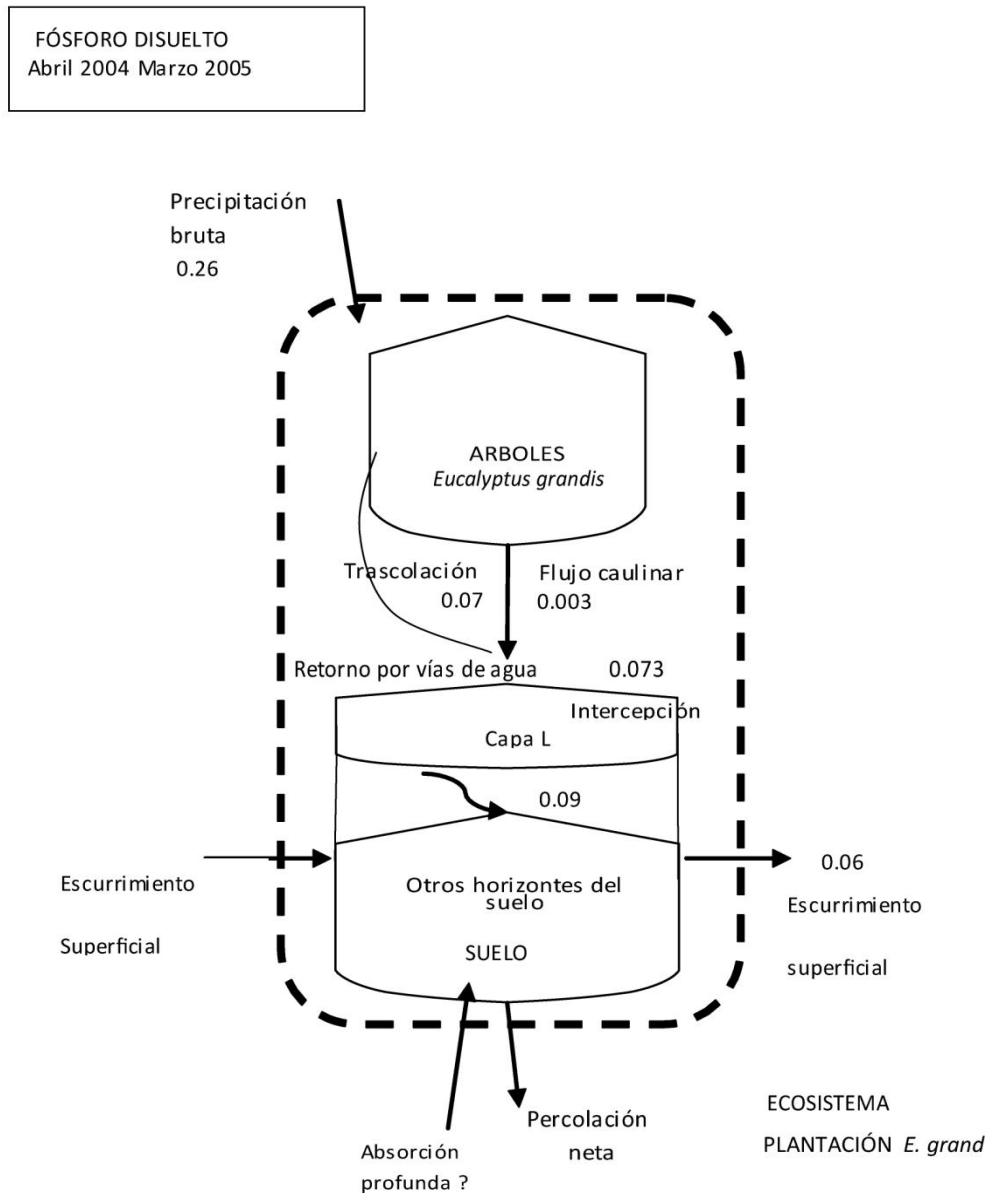 FÓSFORO DISUELTO
Abril 2004 Marzo 2005
Precipitación
bruta
0.26
ARBOLES
Eucalyptus grandis
Trascolación
0.07
Flujo caulinar
0.003
Retorno por vías de agua 0.073
Intercepción
Capa L
0.09
Escurrimiento
Superficial
Otros horizontes del
suelo
SUELO
0.06
Escurrimiento
superficial
Absorción
profunda ?
Percolación
neta
ECOSISTEMA
PLANTACIÓN E. grand